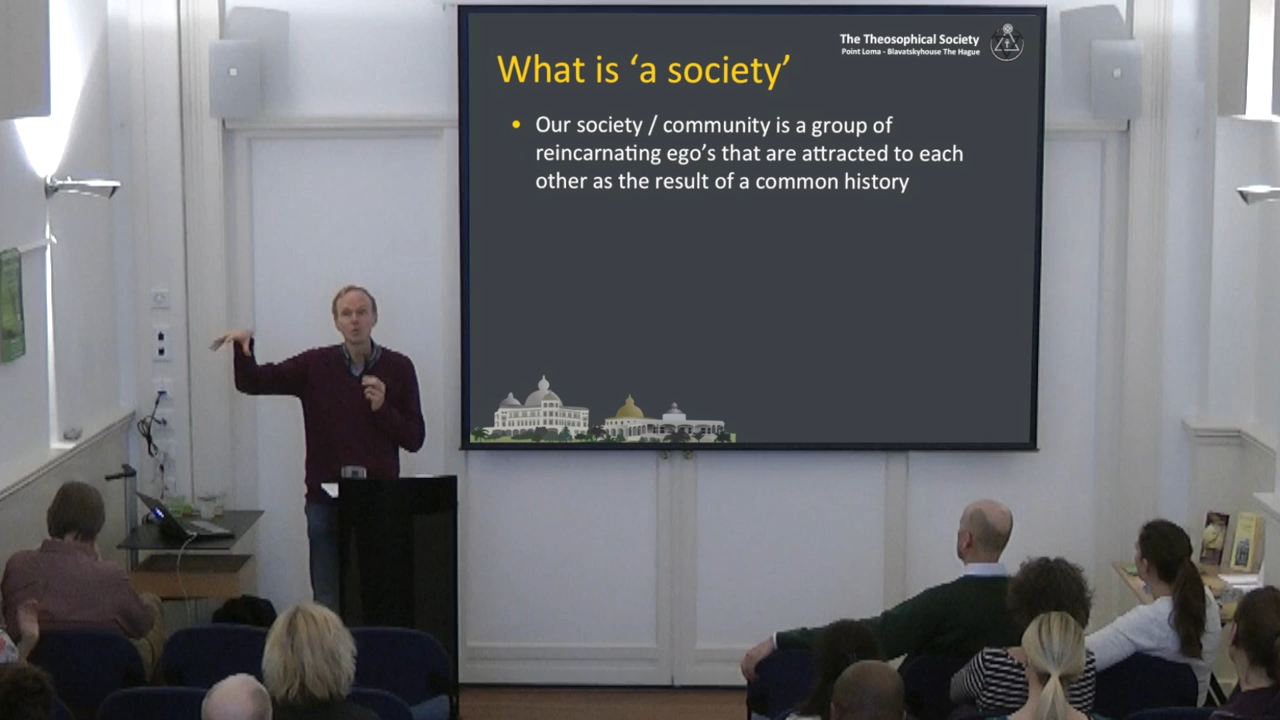 The Theosophical Society
Point Loma - Blavatskyhouse The Hague
What is ‘a society’
• Our society / community is a group of
reincarnating ego’s that are attracted to each
other as the result of a common history